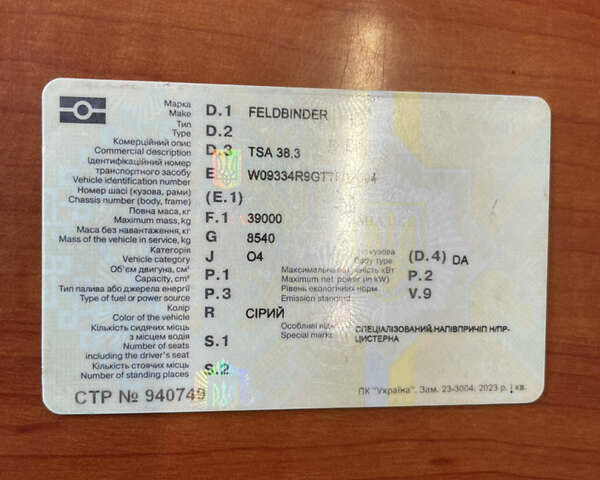 Марка
Make D.1 FELDBINDER
Тип
Type D.2
Комерційний опис
Commercial description D.3 TSA 38.3
Ідентифікаційний номер
транспортного засобу
Vehicle identification number E
Номер шасі (кузова, рами)
Chassis number (body, frame) (E.1)
Повна маса, кг
Maximum mass, kg F.1 39000
Маса без навантаження, кг
Mass of the vehicle in service, kg G 8540
Категорія
Vehicle category J O4
кузова
Body type (D.4) DA
Об'єм двигуна, см³
Capacity, cm³ P.1
Максимальна
Maximum net power (in kW) P.2
кВт
Тип палива або джерела енергії
Type of fuel or power source P.3
Рівень екологічних норм
Emission standard V.9
Колір
Color of the vehicle R СІРИЙ
Особливі
Special marks СПЕЦІАЛІЗОВАНИЙ НАПІВПРИЧІП Н/ПР-
ЦИСТЕРНА
Кількість сидячих місць
з місцем водія
Number of seats S.1
including the driver's seat
Кількість стоячих місць
Number of standing places S.2
СТР № 940749
ПК "Україна". Зам. 23-3004. 2023 р. I кв.